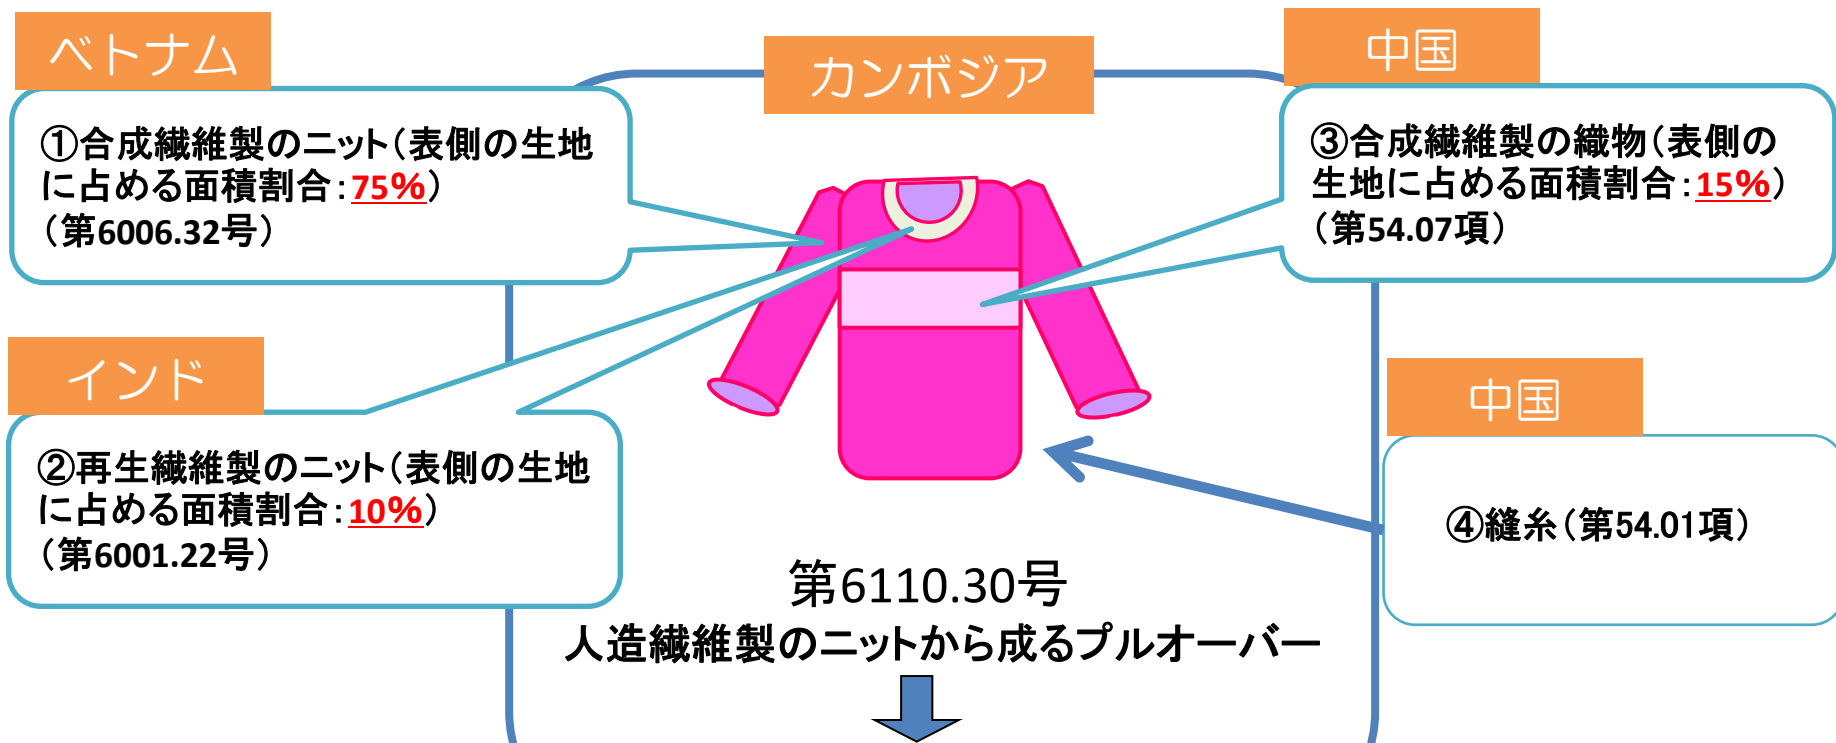 ベトナム
①合成繊維製のニット（表側の生地
に占める面積割合：75％）
（第6006.32号）
インド
②再生繊維製のニット（表側の生地
に占める面積割合：10％）
（第6001.22号）
カンボジア
中国
③合成繊維製の織物（表側の
生地に占める面積割合：15％）
（第54.07項）
中国
④縫糸（第54.01項）
第6110.30号
人造繊維製のニットから成るプルオーバー